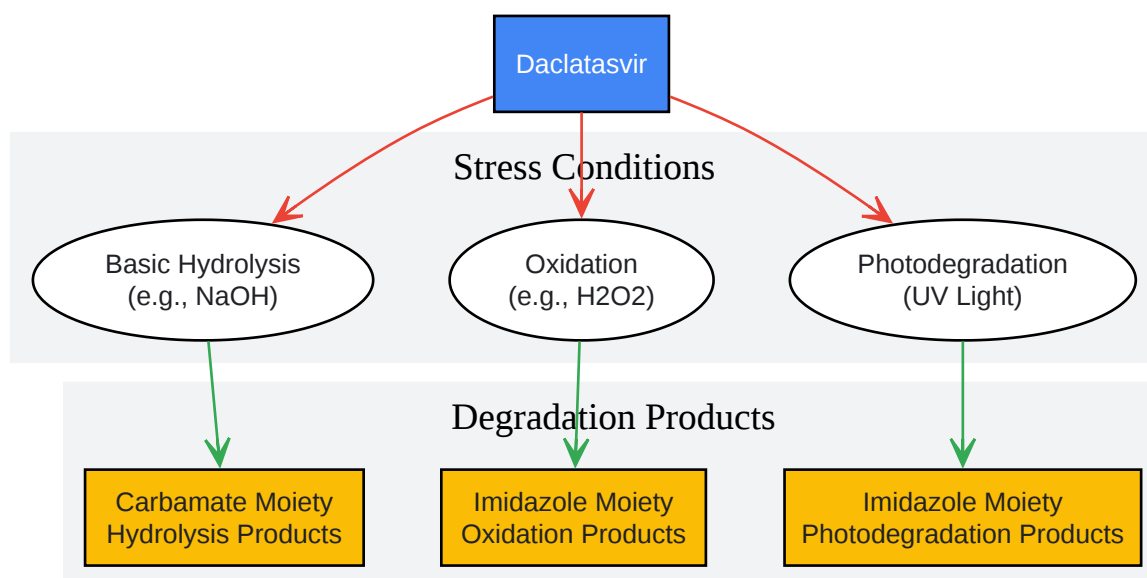 Daclatasvir
Stress Conditions
Basic Hydrolysis
(e.g., NaOH)
Oxidation
(e.g., H2O2)
Photodegradation
(UV Light)
Degradation Products
Carbamate Moiety
Hydrolysis Products
Imidazole Moiety
Oxidation Products
Imidazole Moiety
Photodegradation Products